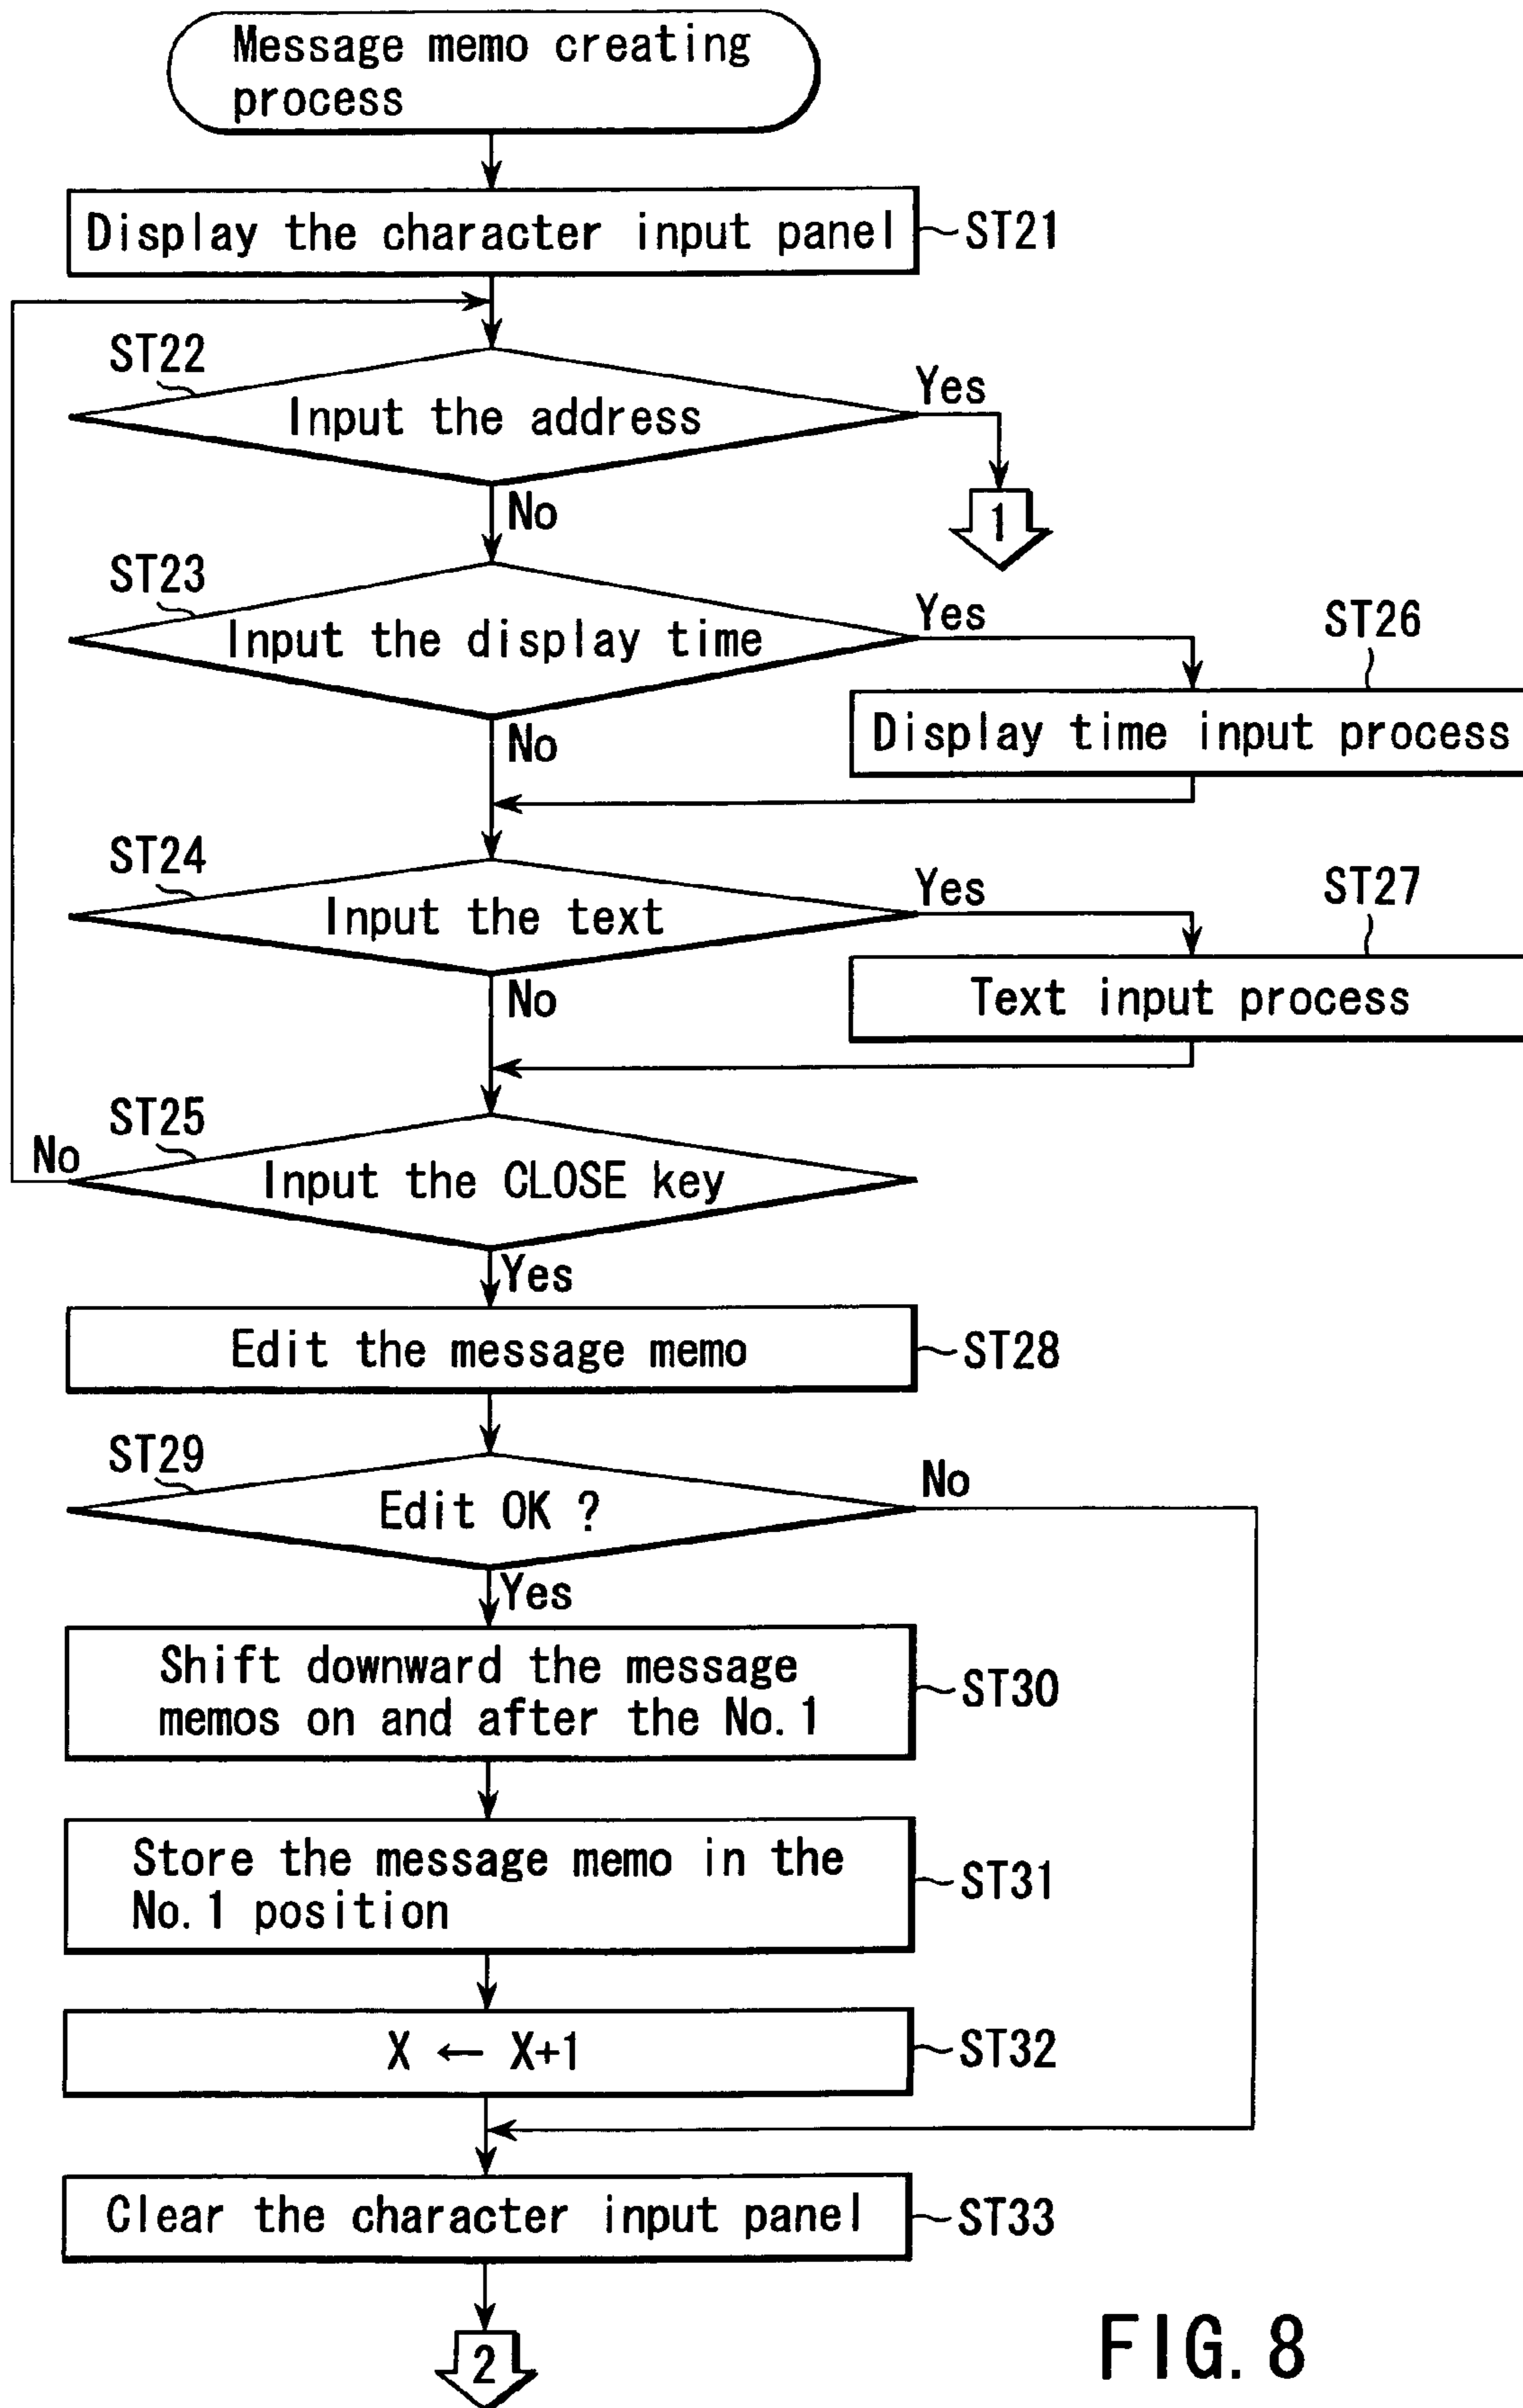 Message memo creating
process
Display the character input panel
ST21
ST22
Input the address
Yes
No
1
ST23
Input the display time
Yes
No
ST26
Display time input process
ST24
Input the text
Yes
No
ST27
Text input process
ST25
No
Input the CLOSE key
Yes
Edit the message memo
ST28
ST29
Edit OK ?
No
Yes
Shift downward the message
memos on and after the No. 1
ST30
Store the message memo in the
No. 1 position
ST31
X ← X+1
ST32
Clear the character input panel
ST33
2
FIG. 8